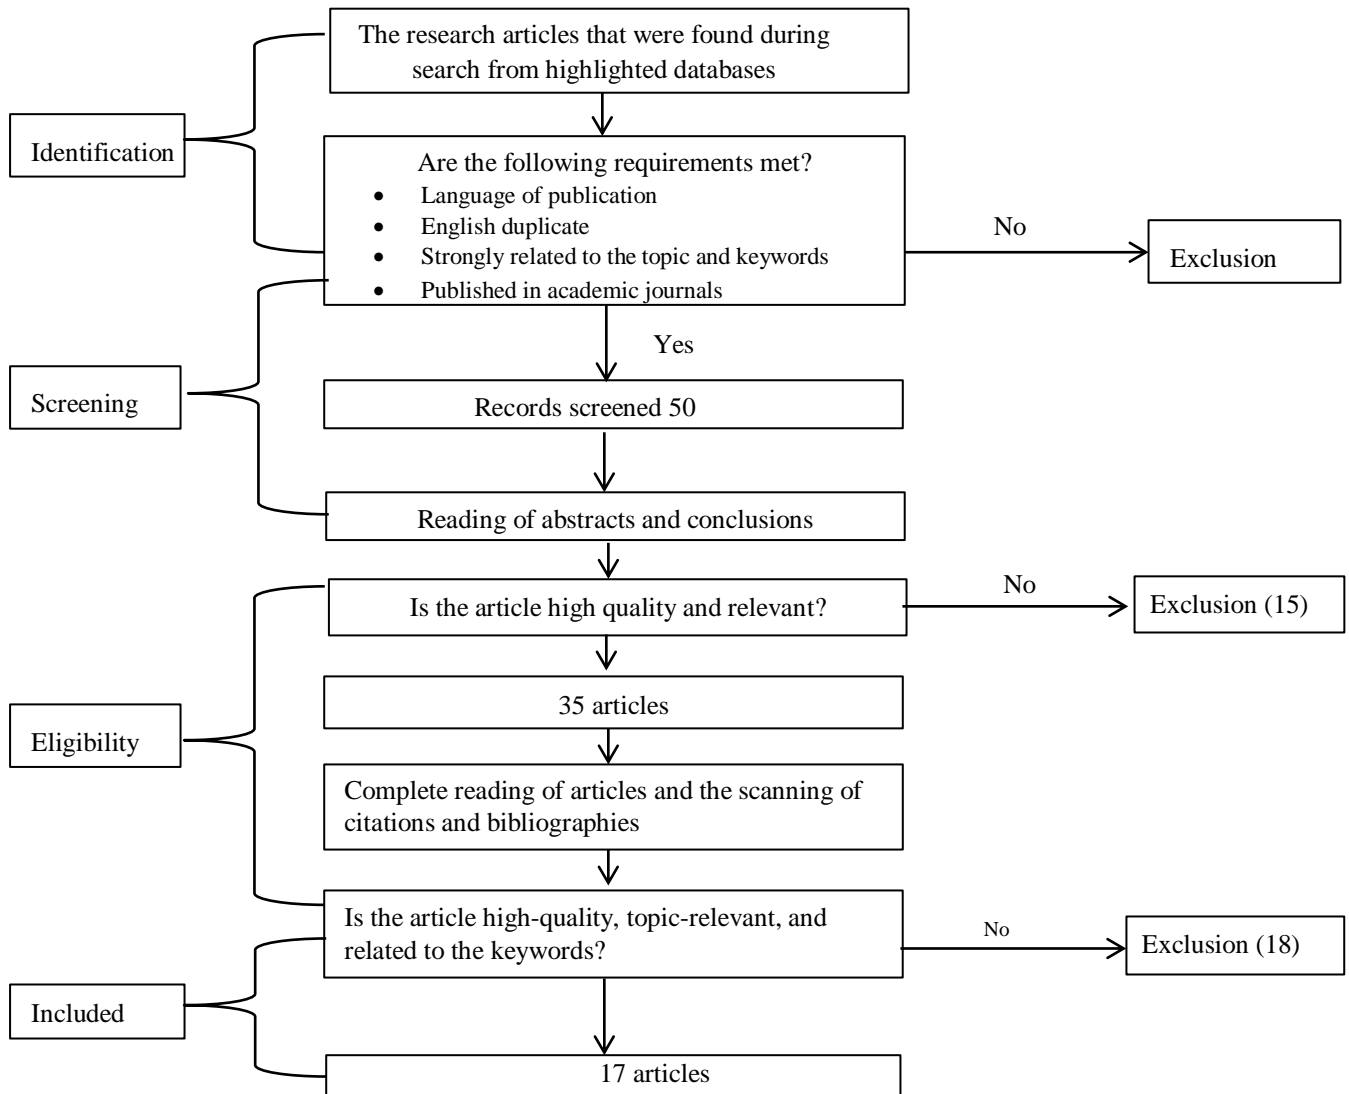 The research articles that were found during
search from highlighted databases
Identification
Are the following requirements met?
• Language of publication
• English duplicate
• Strongly related to the topic and keywords
• Published in academic journals
No
Exclusion
Yes
Screening
Records screened 50
Reading of abstracts and conclusions
Is the article high quality and relevant?
No
Exclusion (15)
35 articles
Eligibility
Complete reading of articles and the scanning of
citations and bibliographies
Is the article high-quality, topic-relevant, and
related to the keywords?
No
Exclusion (18)
Included
17 articles